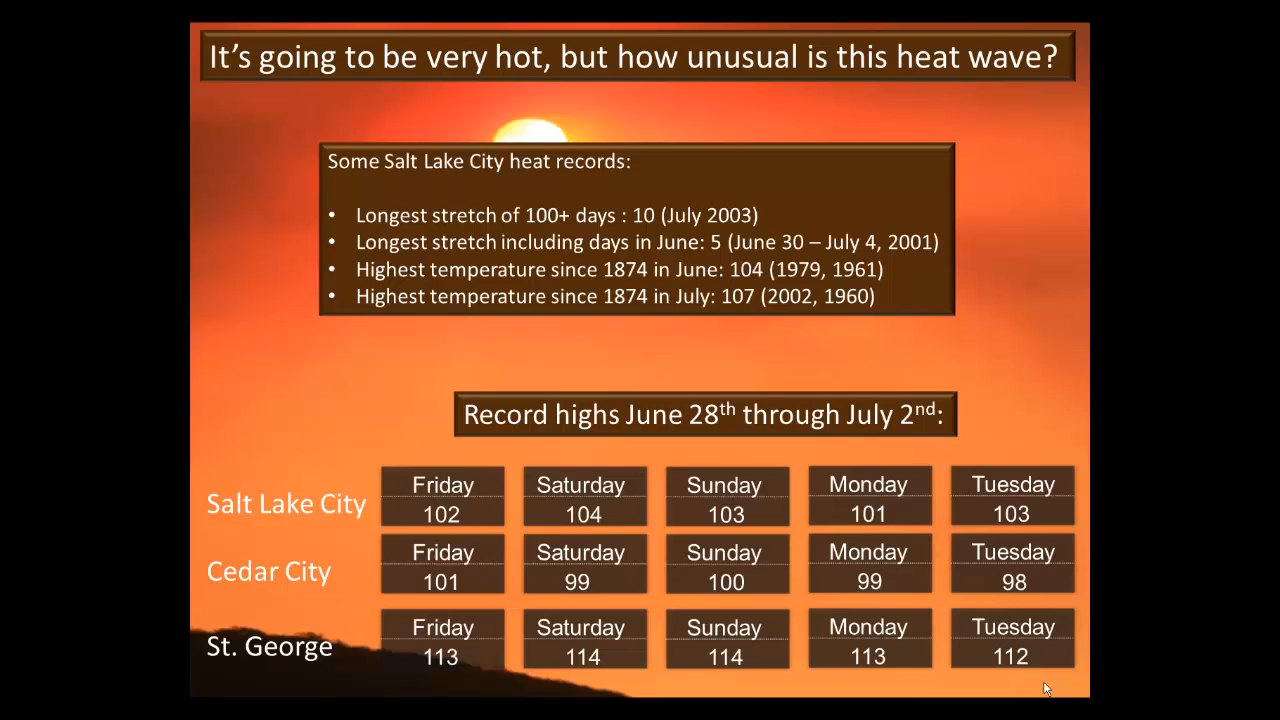 It's going to be very hot, but how unusual is this heat wave?
Some Salt Lake City heat records:
• Longest stretch of 100+ days : 10 (July 2003)
• Longest stretch including days in June: 5 (June 30 – July 4, 2001)
• Highest temperature since 1874 in June: 104 (1979, 1961)
• Highest temperature since 1874 in July: 107 (2002, 1960)
Record highs June 28th through July 2nd:
Friday Saturday Sunday Monday Tuesday
Salt Lake City
102 104 103 101 103
Friday Saturday Sunday Monday Tuesday
Cedar City
101 99 100 99 98
Friday Saturday Sunday Monday Tuesday
St. George
113 114 114 113 112